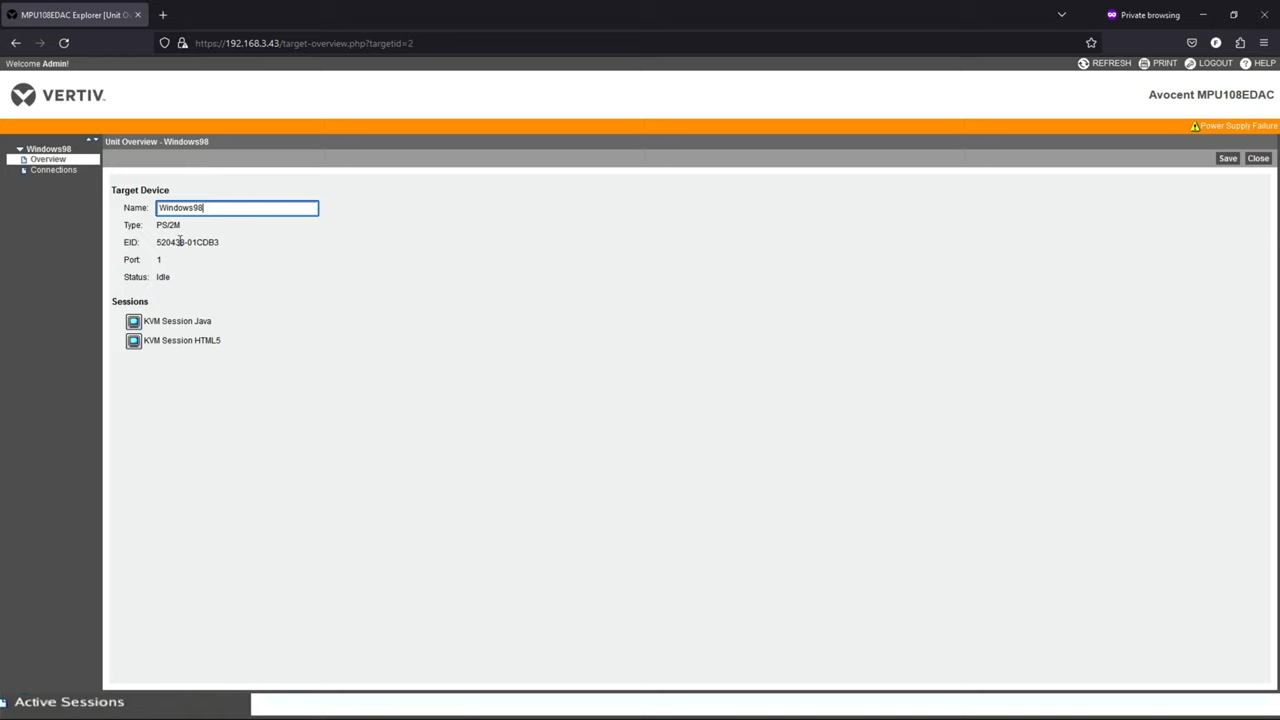 MPU108EDAC Explorer [Unit O
Private browsing
https://192.168.3.43/target-overview.php?targetid=2
Welcome Admin!
REFRESH PRINT LOGOUT HELP
VERTIV
Avocent MPU108EDAC
Power Supply Failure
Windows98
Overview
Connections
Unit Overview - Windows98
Save Close
Target Device
Name: Windows98
Type: PS/2M
EID: 520438-01CDB3
Port: 1
Status: Idle
Sessions
KVM Session Java
KVM Session HTML5
Active Sessions